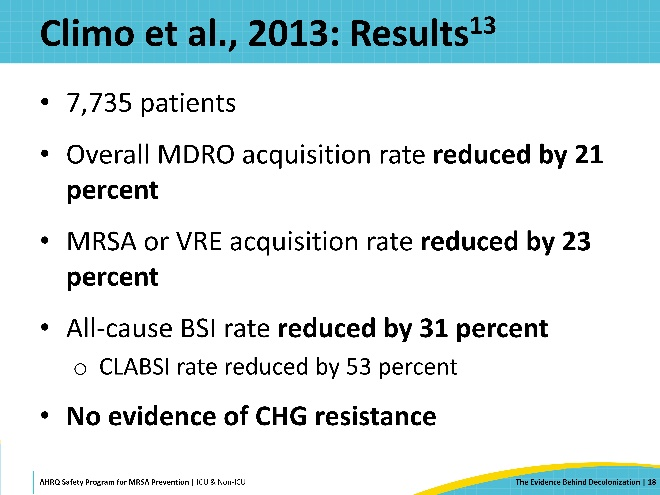 Climo et al., 2013: Results13
• 7,735 patients
• Overall MDRO acquisition rate reduced by 21
percent
• MRSA or VRE acquisition rate reduced by 23
percent
• All-cause BSI rate reduced by 31 percent
o CLABSI rate reduced by 53 percent
• No evidence of CHG resistance
AHRQ Safety Program for MRSA Prevention | ICU & Non-ICU
The Evidence Behind Decolonization | 18